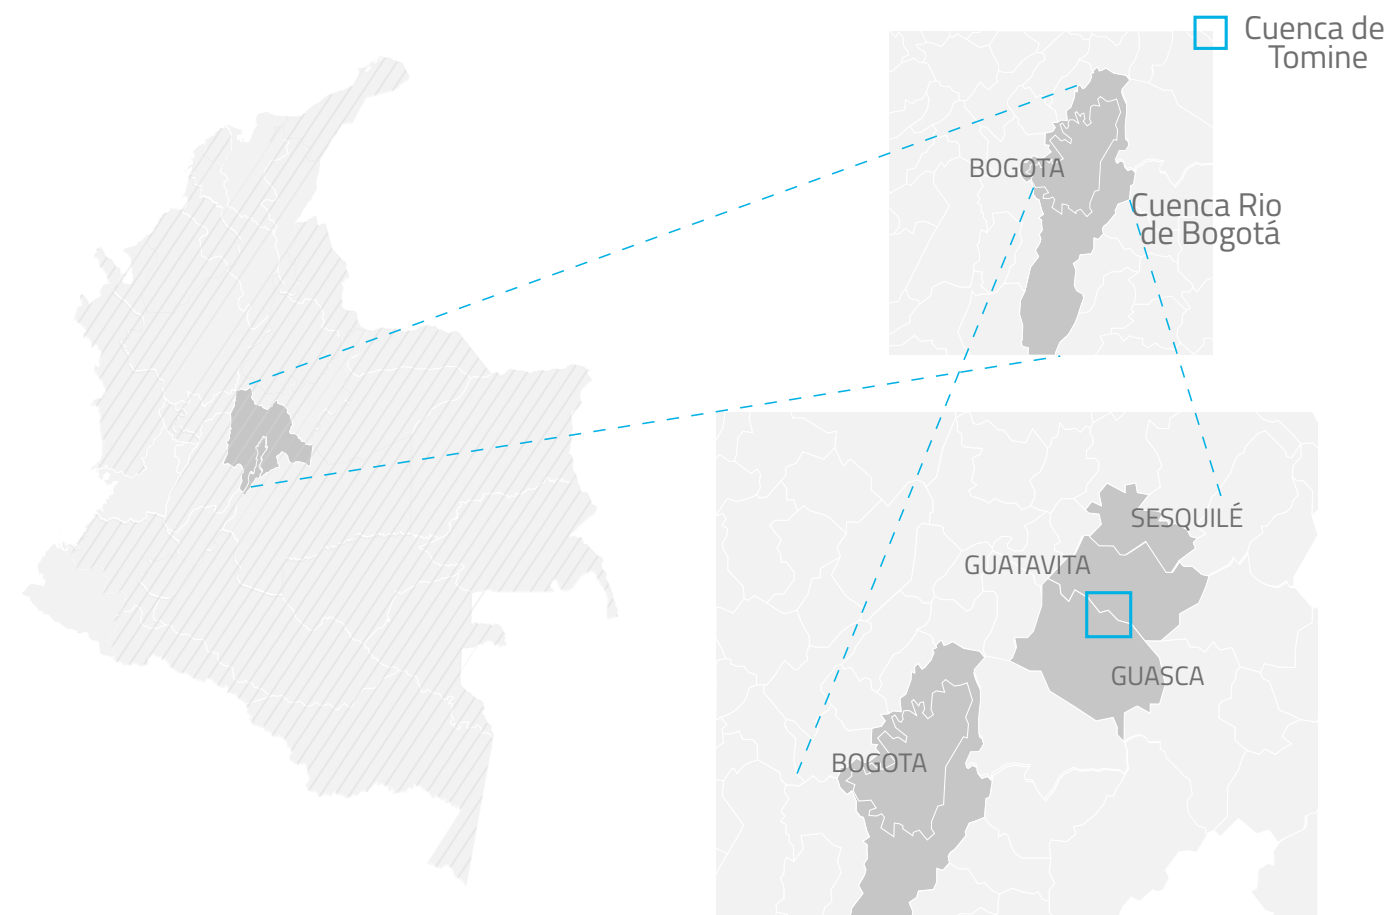 Cuenca de
Tomine
BOGOTA
Cuenca Rio
de Bogotá
SESQUILÉ
GUATAVITA
GUASCA
BOGOTA